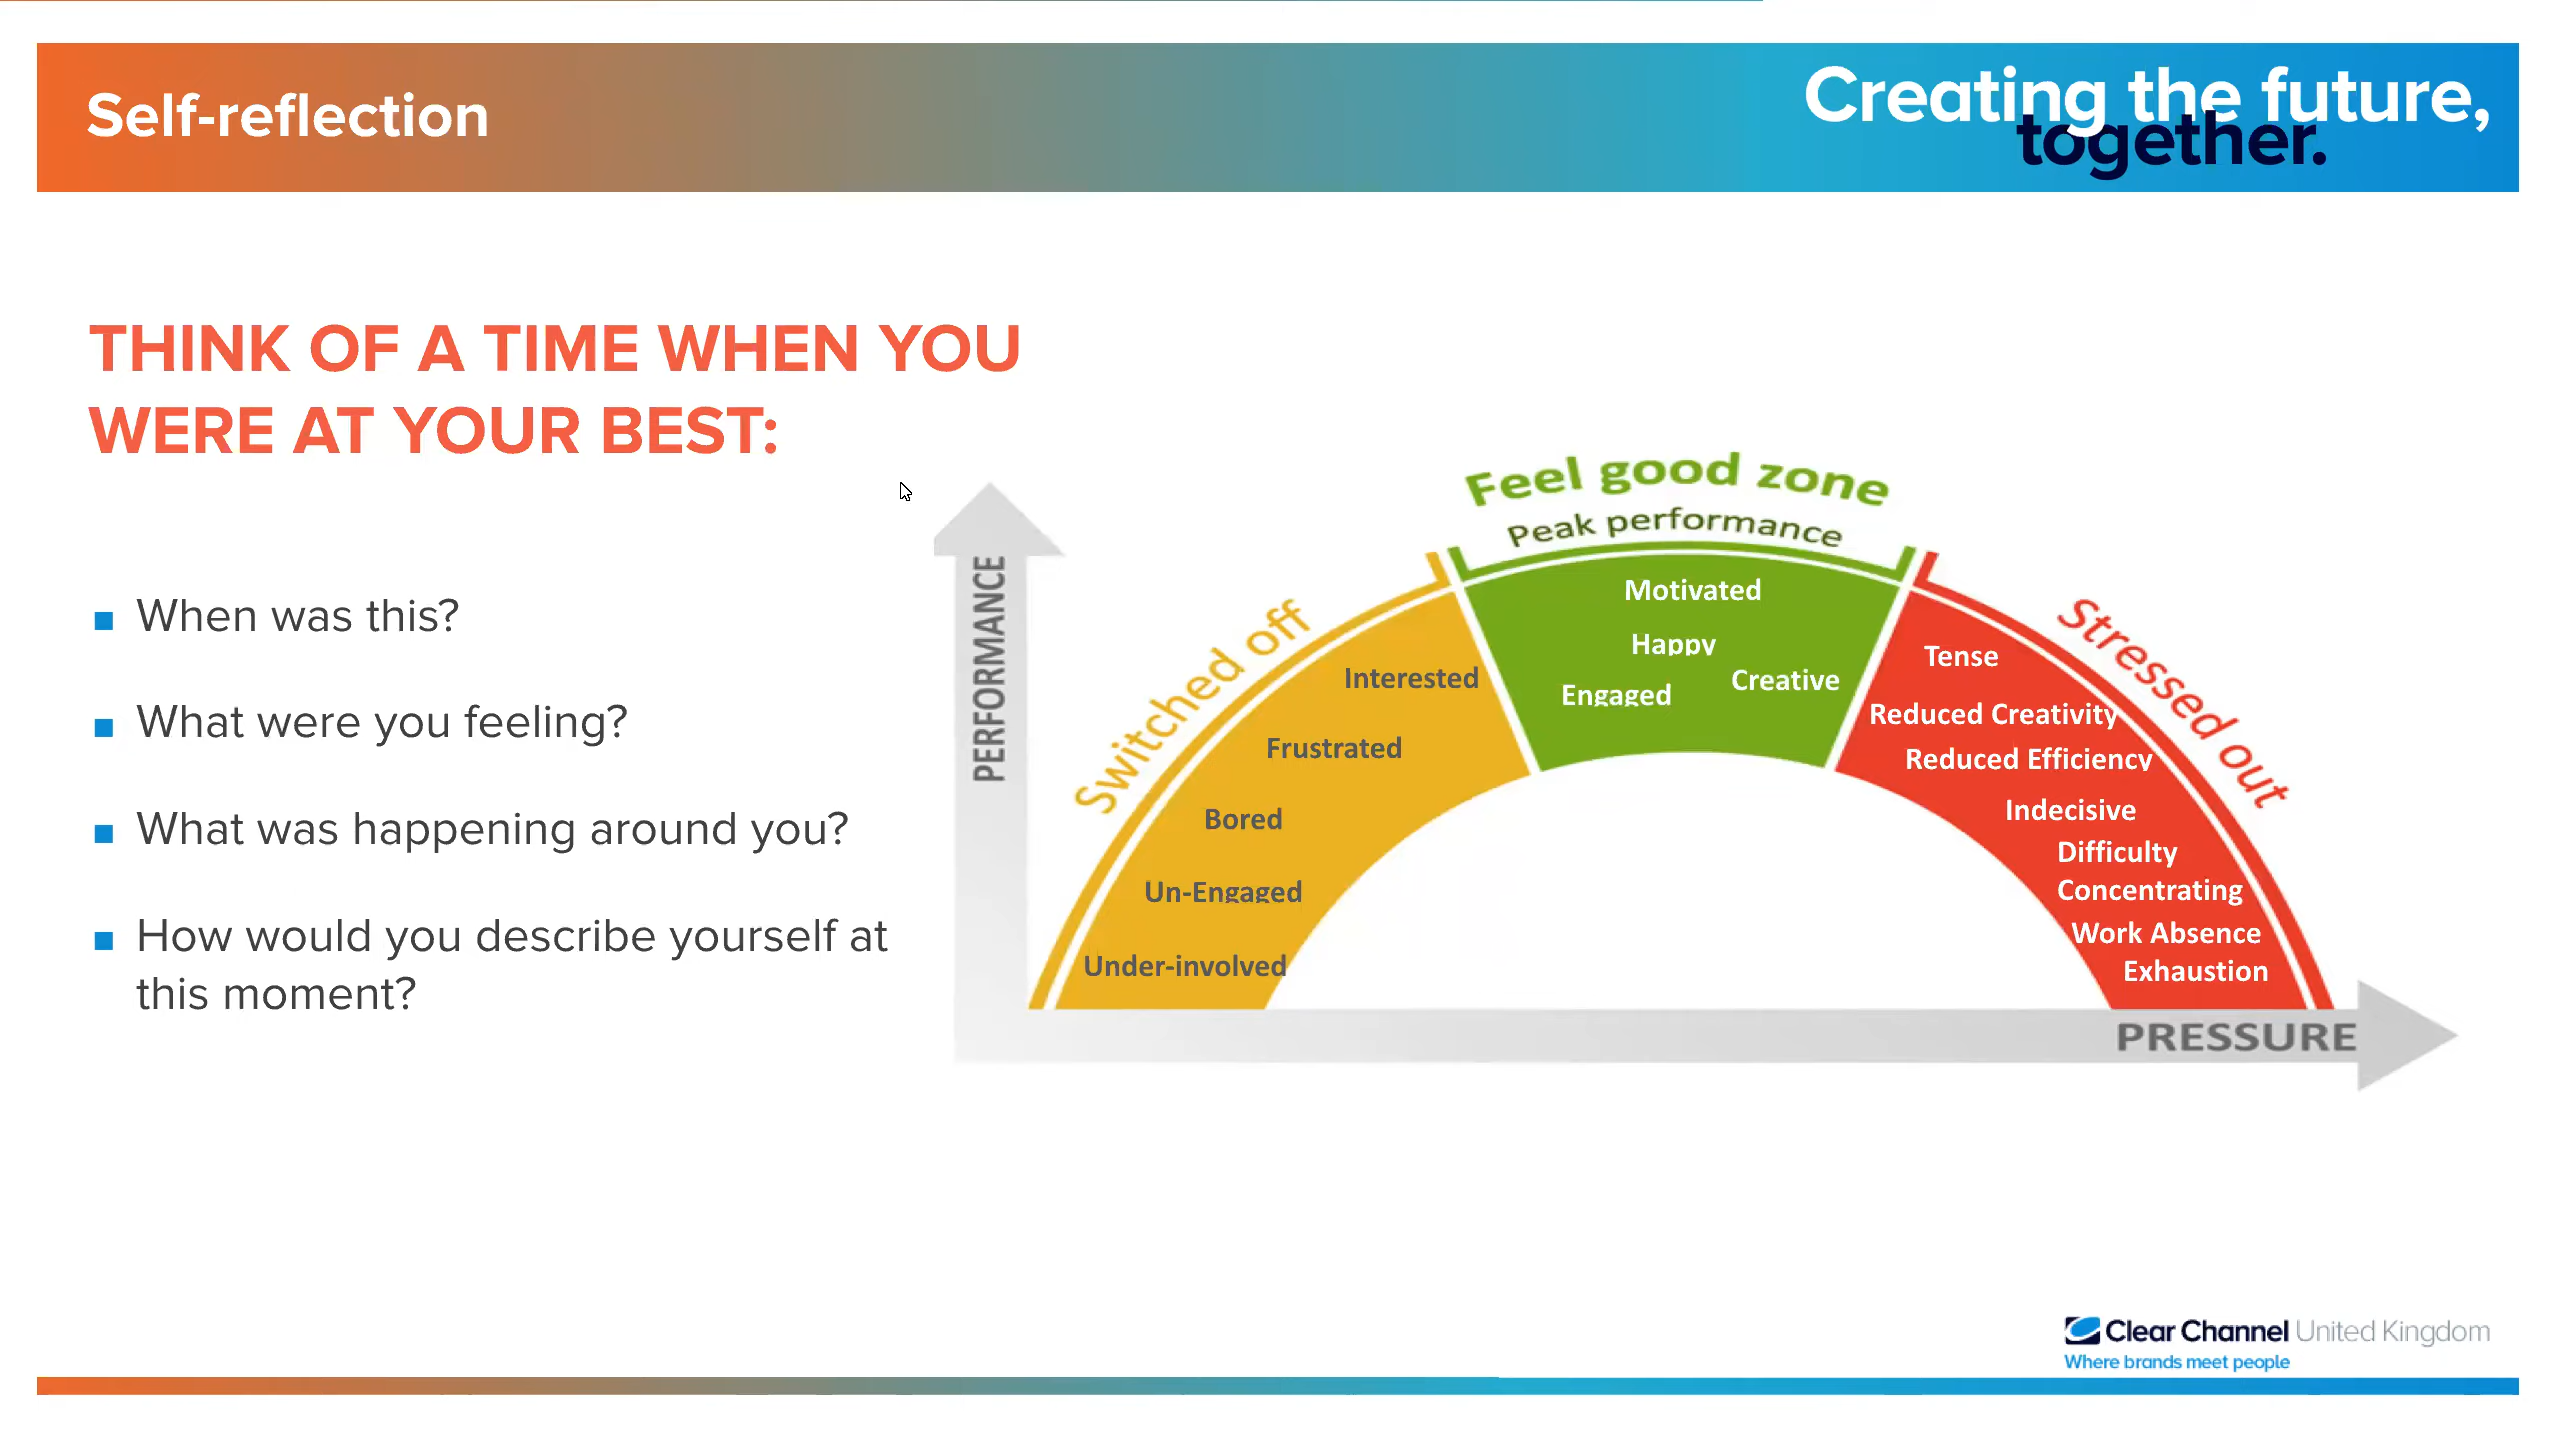 Self-reflection
Creating the future,
together.
THINK OF A TIME WHEN YOU
WERE AT YOUR BEST:
When was this?
What were you feeling?
What was happening around you?
How would you describe yourself at
this moment?
PERFORMANCE
Switched off
Interested
Frustrated
Bored
Un-Engaged
Under-involved
Feel good zone
Peak performance
Motivated
Happy
Creative
Engaged
Stressed out
Tense
Reduced Creativity
Reduced Efficiency
Indecisive
Difficulty
Concentrating
Work Absence
Exhaustion
PRESSURE
Clear Channel United Kingdom
Where brands meet people